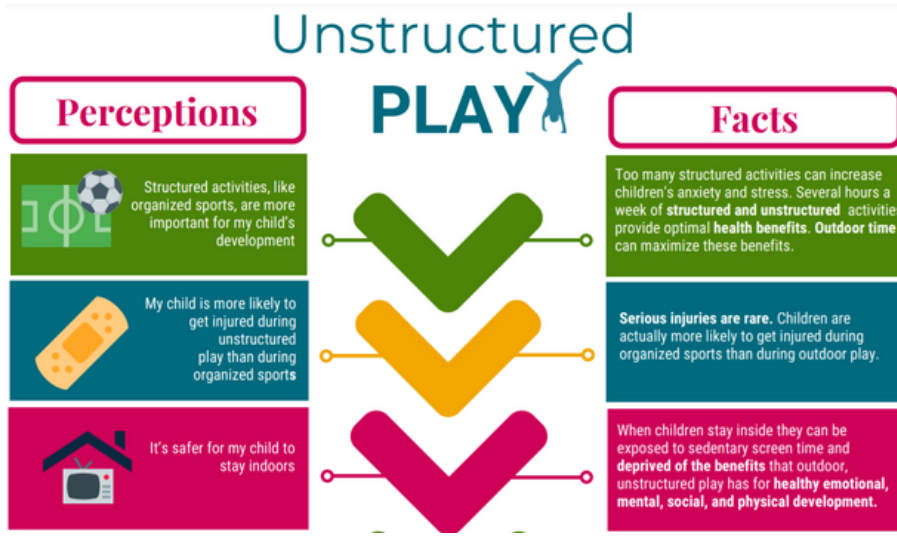 Unstructured
PLAY
Perceptions
Facts
Structured activities, like
organized sports, are more
important for my child's
development
Too many structured activities can increase
children's anxiety and stress. Several hours a
week of structured and unstructured activities
provide optimal health benefits. Outdoor time
can maximize these benefits.
My child is more likely to
get injured during
unstructured
play than during
organized sports
Serious injuries are rare. Children are
actually more likely to get injured during
organized sports than during outdoor play.
It's safer for my child to
stay indoors
When children stay inside they can be
exposed to sedentary screen time and
deprived of the benefits that outdoor,
unstructured play has for healthy emotional,
mental, social, and physical development.